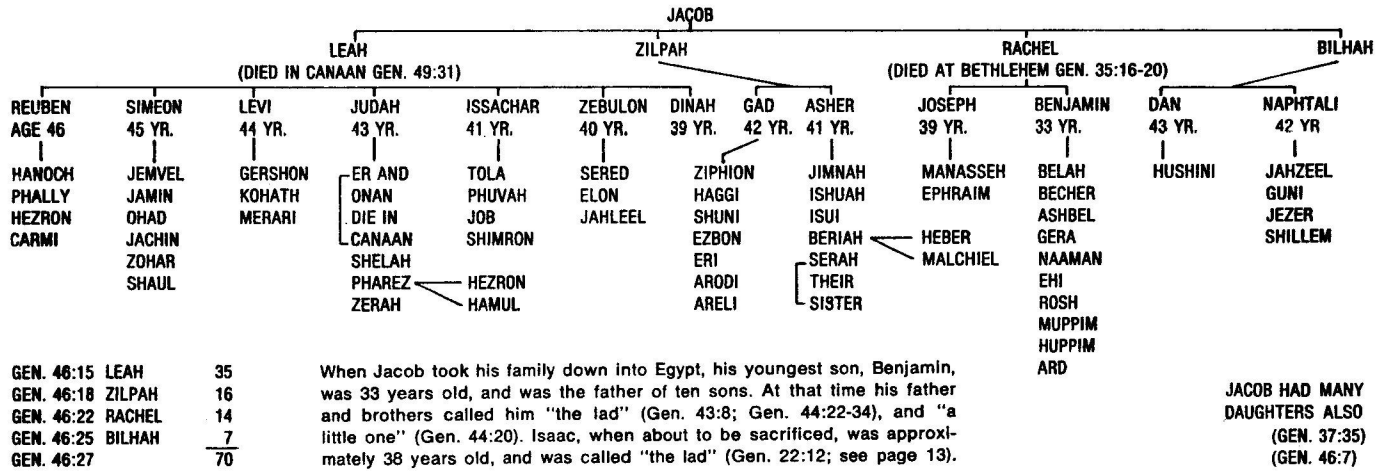 JACOB
LEAH ZILPAH RACHEL BILHAH
(DIED IN CANAAN GEN. 49:31) (DIED AT BETHLEHEM GEN. 35:16-20)
REUBEN SIMEON LEVI JUDAH ISSACHAR ZEBULON DINAH GAD ASHER JOSEPH BENJAMIN DAN NAPHTALI
AGE 46 45 YR. 44 YR. 43 YR. 41 YR. 40 YR. 39 YR. 42 YR. 41 YR. 39 YR. 33 YR. 43 YR. 42 YR
HANOCH JEMVEL GERSHON ER AND TOLA SERED ZIPHION JIMNAH MANASSEH BELAH HUSHINI JAHZEEL
PHALLY JAMIN KOHATH ONAN PHUVAH ELON HAGGI ISHUAH EPHRAIM BECHER GUNI
HEZRON OHAD MERARI DIE IN JOB JAHLEEL SHUNI ISUI ASHBEL JEZER
CARMI JACHIN CANAAN SHIMRON EZBON BERIAH HEBER GERA SHILLEM
ZOHAR SHELAH ERI SERAH MALCHIEL NAAMAN
SHAUL PHAREZ HEZRON ARODI THEIR EHI
ZERAH HAMUL ARELI SISTER ROSH
MUPPIM
HUPPIM
ARD
GEN. 46:15 LEAH 35
GEN. 46:18 ZILPAH 16
GEN. 46:22 RACHEL 14
GEN. 46:25 BILHAH 7
GEN. 46:27 70
When Jacob took his family down into Egypt, his youngest son, Benjamin,
was 33 years old, and was the father of ten sons. At that time his father
and brothers called him "the lad" (Gen. 43:8; Gen. 44:22-34), and "a
little one" (Gen. 44:20). Isaac, when about to be sacrificed, was approxi-
mately 38 years old, and was called "the lad" (Gen. 22:12; see page 13).
JACOB HAD MANY
DAUGHTERS ALSO
(GEN. 37:35)
(GEN. 46:7)